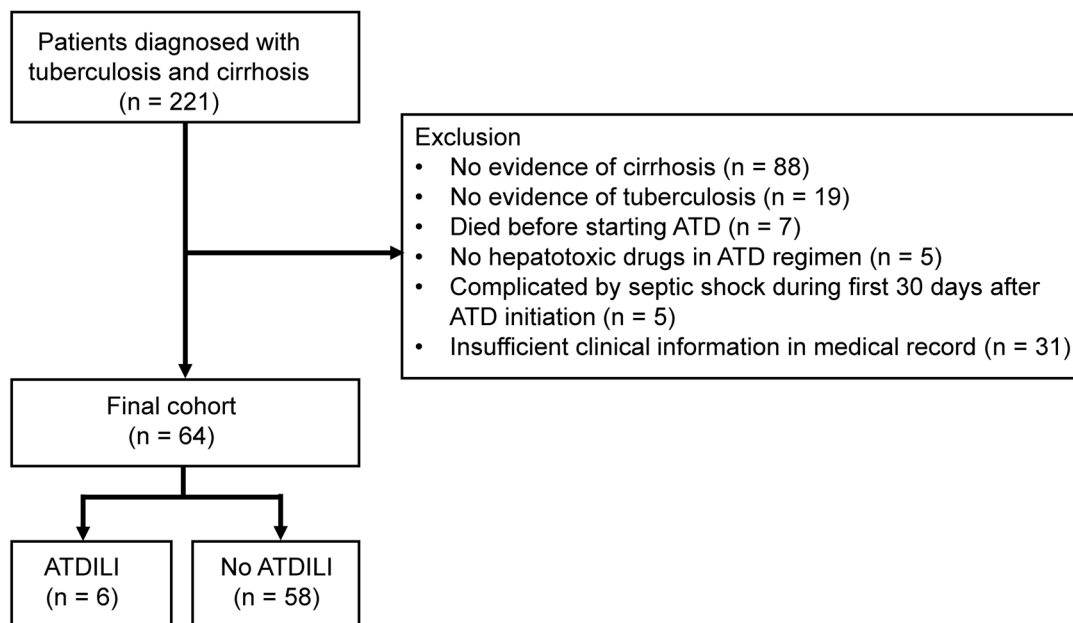 Patients diagnosed with
tuberculosis and cirrhosis
(n = 221)
Exclusion
• No evidence of cirrhosis (n = 88)
• No evidence of tuberculosis (n = 19)
• Died before starting ATD (n = 7)
• No hepatotoxic drugs in ATD regimen (n = 5)
• Complicated by septic shock during first 30 days after
ATD initiation (n = 5)
• Insufficient clinical information in medical record (n = 31)
Final cohort
(n = 64)
ATDILI
(n = 6)
No ATDILI
(n = 58)